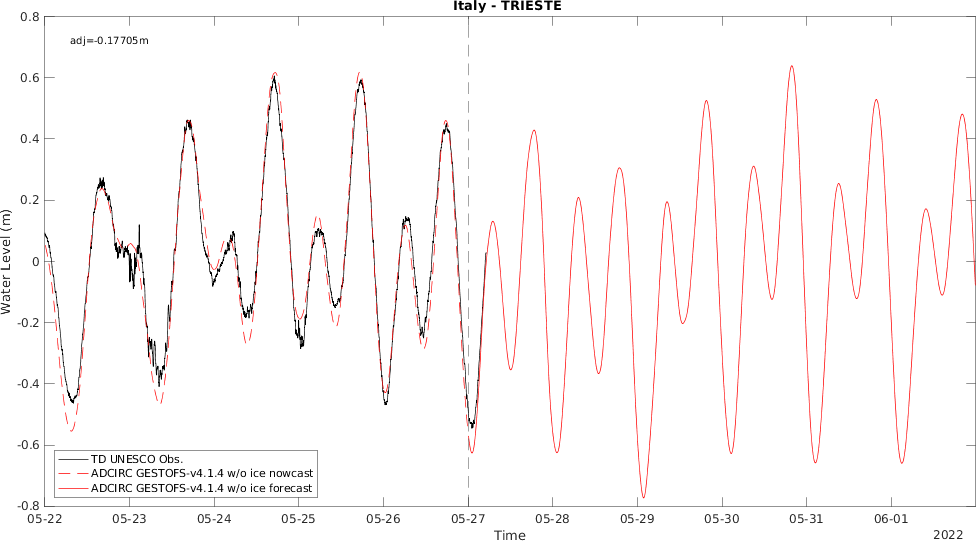 Italy - TRIESTE
adj=-0.17705m
0.8
0.6
0.4
0.2
0
-0.2
-0.4
-0.6
-0.8
Water Level (m)
TD UNESCO Obs.
ADCIRC GESTOFS-v4.1.4 w/o ice nowcast
ADCIRC GESTOFS-v4.1.4 w/o ice forecast
05-22 05-23 05-24 05-25 05-26 05-27 05-28 05-29 05-30 05-31 06-01
Time
2022